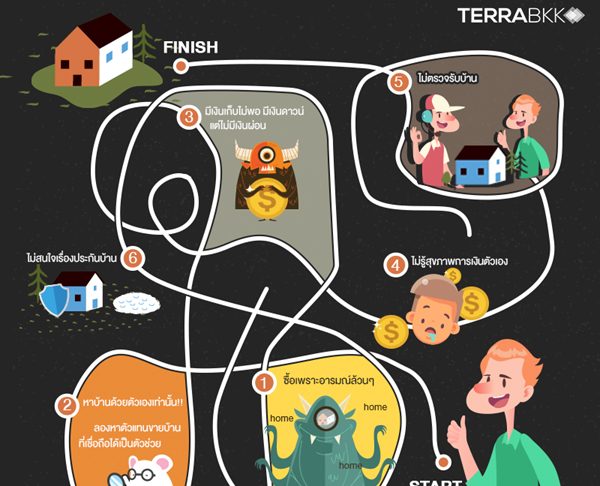 TERRABKK
FINISH
5
ไม่ตรวจรับบ้าน
3
มีเงินเก็บไม่พอ มีเงินดาวน์
แต่ไม่มีเงินผ่อน
ไม่สนใจเรื่องประกันบ้าน
6
4
ไม่รู้สุขภาพการเงินตัวเอง
1
ซื้อเพราะอารมณ์ล้วนๆ
home
home
home
2
หาบ้านด้วยตัวเองเท่านั้น!!
ลองหาตัวแทนขายบ้าน
ที่เชื่อถือได้เป็นตัวช่วย
START